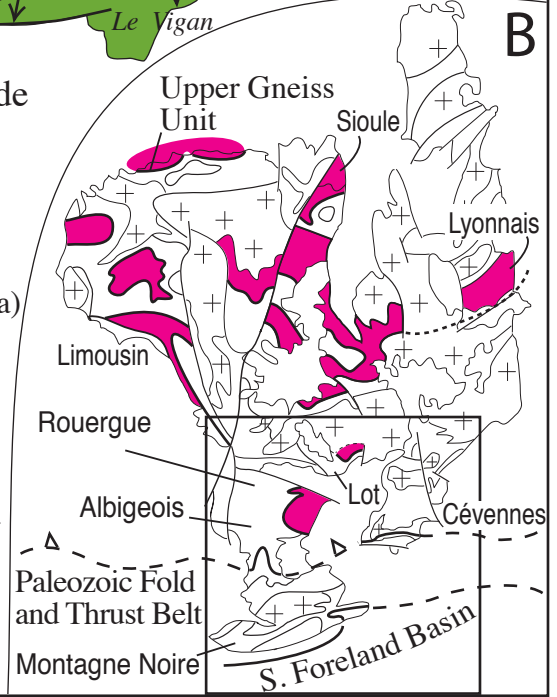 Le Vigan
B
de
Upper Gneiss
Unit
Sioule
Lyonnais
a)
Limousin
Rouergue
Lot
Albigeois
Cévennes
Paleozoic Fold
and Thrust Belt
Montagne Noire
S. Foreland Basin